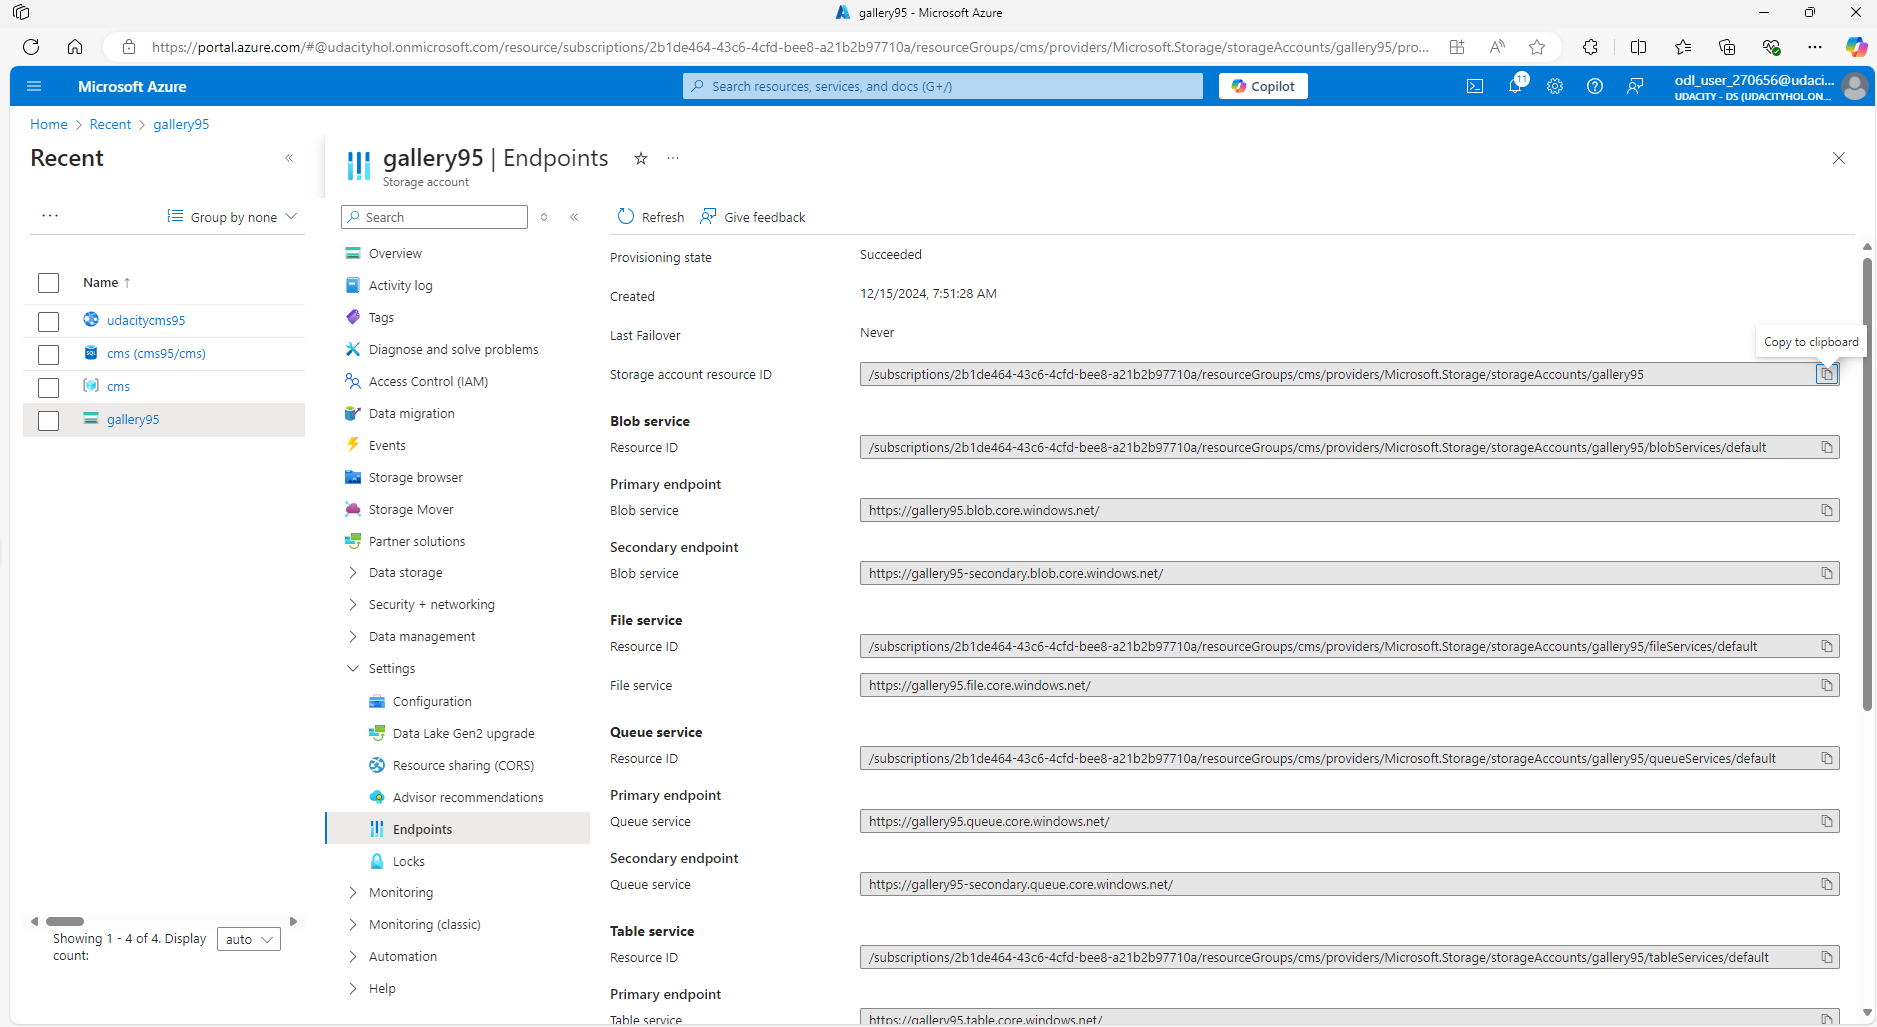 gallery95 - Microsoft Azure
https://portal.azure.com/#@udacityhol.onmicrosoft.com/resource/subscriptions/2b1de464-43c6-4cfd-bee8-a21b2b97710a/resourceGroups/cms/providers/Microsoft.Storage/storageAccounts/gallery95/pro...
Microsoft Azure
Search resources, services, and docs (G+/)
Copilot
11
odl_user_270656@udaci...
UDACITY - DS (UDACITYHOL.ON...
Home > Recent > gallery95
Recent
gallery95 | Endpoints
Storage account
Group by none
Name ↑
udacitycms95
cms (cms95/cms)
cms
gallery95
Showing 1 - 4 of 4. Display count:
auto
Search
Overview
Activity log
Tags
Diagnose and solve problems
Access Control (IAM)
Data migration
Events
Storage browser
Storage Mover
Partner solutions
Data storage
Security + networking
Data management
Settings
Configuration
Data Lake Gen2 upgrade
Resource sharing (CORS)
Advisor recommendations
Endpoints
Locks
Monitoring
Monitoring (classic)
Automation
Help
Refresh
Give feedback
Provisioning state Succeeded
Created 12/15/2024, 7:51:28 AM
Last Failover Never
Copy to clipboard
Storage account resource ID /subscriptions/2b1de464-43c6-4cfd-bee8-a21b2b97710a/resourceGroups/cms/providers/Microsoft.Storage/storageAccounts/gallery95
Blob service
Resource ID /subscriptions/2b1de464-43c6-4cfd-bee8-a21b2b97710a/resourceGroups/cms/providers/Microsoft.Storage/storageAccounts/gallery95/blobServices/default
Primary endpoint
Blob service https://gallery95.blob.core.windows.net/
Secondary endpoint
Blob service https://gallery95-secondary.blob.core.windows.net/
File service
Resource ID /subscriptions/2b1de464-43c6-4cfd-bee8-a21b2b97710a/resourceGroups/cms/providers/Microsoft.Storage/storageAccounts/gallery95/fileServices/default
File service https://gallery95.file.core.windows.net/
Queue service
Resource ID /subscriptions/2b1de464-43c6-4cfd-bee8-a21b2b97710a/resourceGroups/cms/providers/Microsoft.Storage/storageAccounts/gallery95/queueServices/default
Primary endpoint
Queue service https://gallery95.queue.core.windows.net/
Secondary endpoint
Queue service https://gallery95-secondary.queue.core.windows.net/
Table service
Resource ID /subscriptions/2b1de464-43c6-4cfd-bee8-a21b2b97710a/resourceGroups/cms/providers/Microsoft.Storage/storageAccounts/gallery95/tableServices/default
Primary endpoint
Table service https://gallery95.table.core.windows.net/